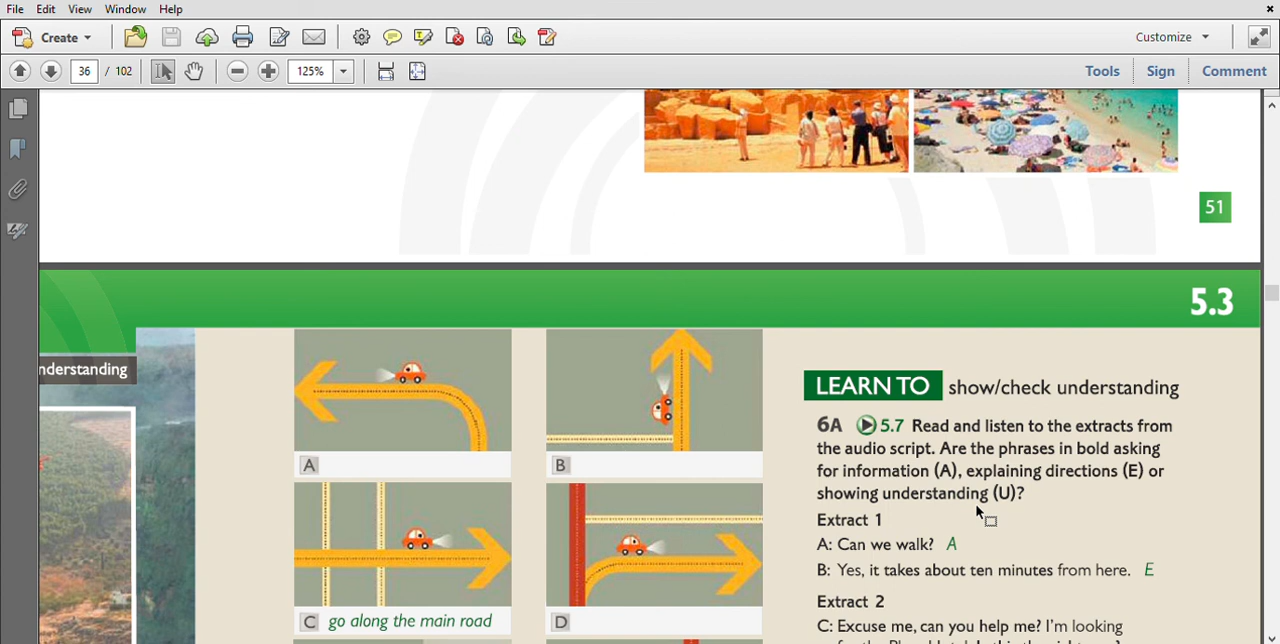 File Edit View Window Help
Create
Customize
36 / 102
125%
Tools Sign Comment
51
5.3
nderstanding
A
B
C go along the main road
D
LEARN TO show/check understanding
6A 5.7 Read and listen to the extracts from
the audio script. Are the phrases in bold asking
for information (A), explaining directions (E) or
showing understanding (U)?
Extract 1
A: Can we walk? A
B: Yes, it takes about ten minutes from here. E
Extract 2
C: Excuse me, can you help me? I'm looking